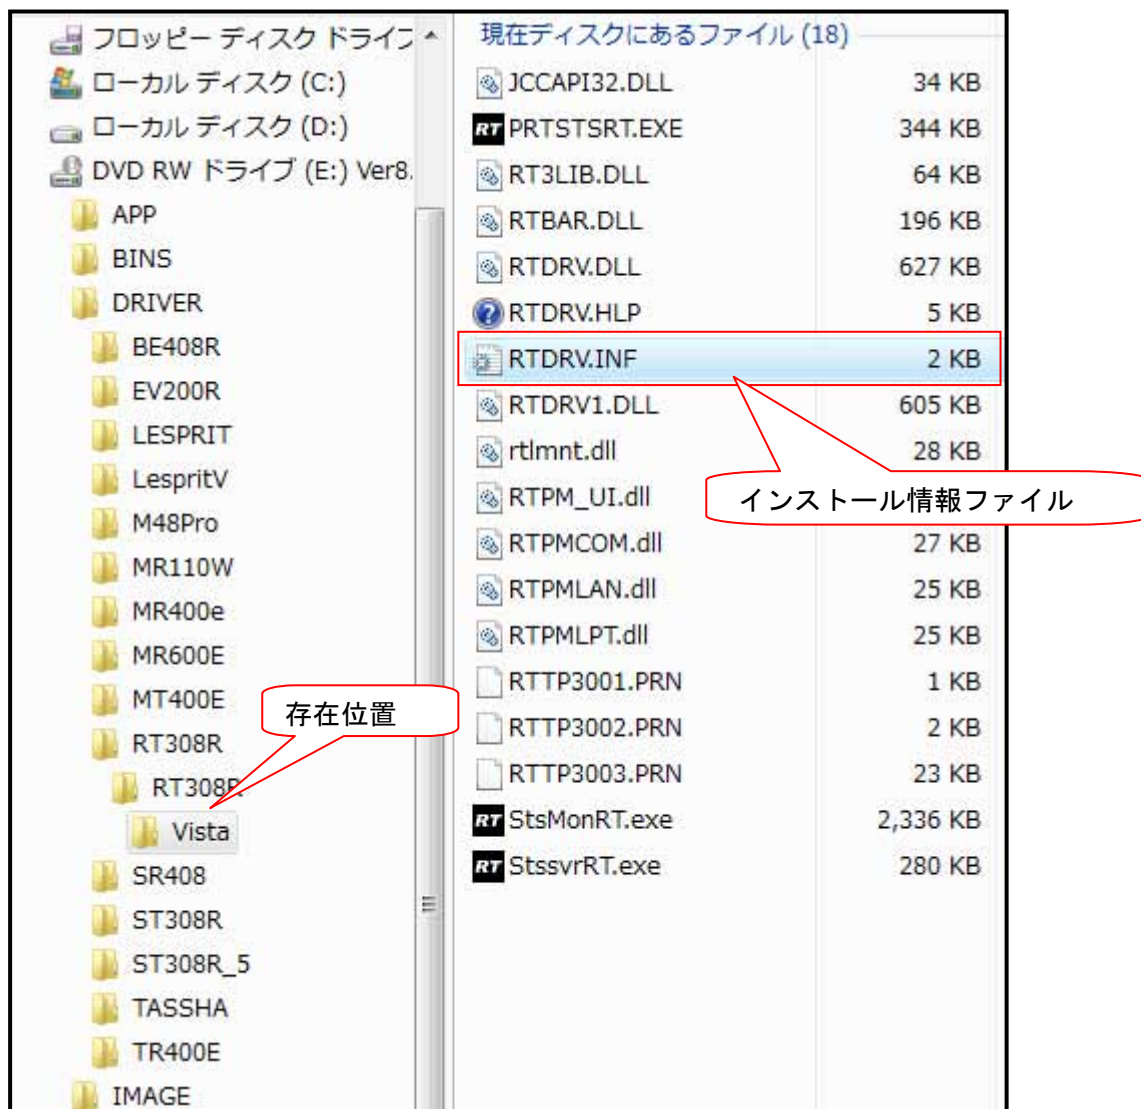 フロッピー ディスク ドライブ
ローカル ディスク (C:)
ローカル ディスク (D:)
DVD RW ドライブ (E:) Ver8.
APP
BINS
DRIVER
BE408R
EV200R
LESPRIT
LespritV
M48Pro
MR110W
MR400e
MR600E
MT400E
RT308R
RT308R
Vista
SR408
ST308R
ST308R_5
TASSHA
TR400E
IMAGE
存在位置
現在ディスクにあるファイル (18)
JCCAPI32.DLL 34 KB
RT PRTSTSRT.EXE 344 KB
RT3LIB.DLL 64 KB
RTBAR.DLL 196 KB
RTDRV.DLL 627 KB
RTDRV.HLP 5 KB
RTDRV.INF 2 KB
RTDRV1.DLL 605 KB
rtlmnt.dll 28 KB
RTPM_UI.dll
インストール情報ファイル
RTPMCOM.dll 27 KB
RTPMLAN.dll 25 KB
RTPMLPT.dll 25 KB
RTTP3001.PRN 1 KB
RTTP3002.PRN 2 KB
RTTP3003.PRN 23 KB
RT StsMonRT.exe 2,336 KB
RT StssvrRT.exe 280 KB